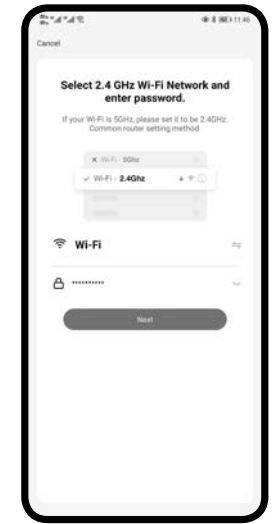 11:46
Cancel
Select 2.4 GHz Wi-Fi Network and
enter password.
If your Wi-Fi is 5GHz, please set it to be 2.4GHz.
Common router setting method
Wi-Fi - 5Ghz
Wi-Fi - 2.4Ghz
Wi-Fi
Next